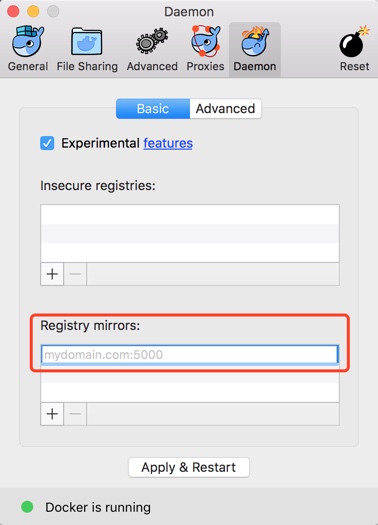 Daemon
General File Sharing Advanced Proxies Daemon Reset
Basic Advanced
Experimental features
Insecure registries:
+ −
Registry mirrors:
mydomain.com:5000
+ −
Apply & Restart
Docker is running